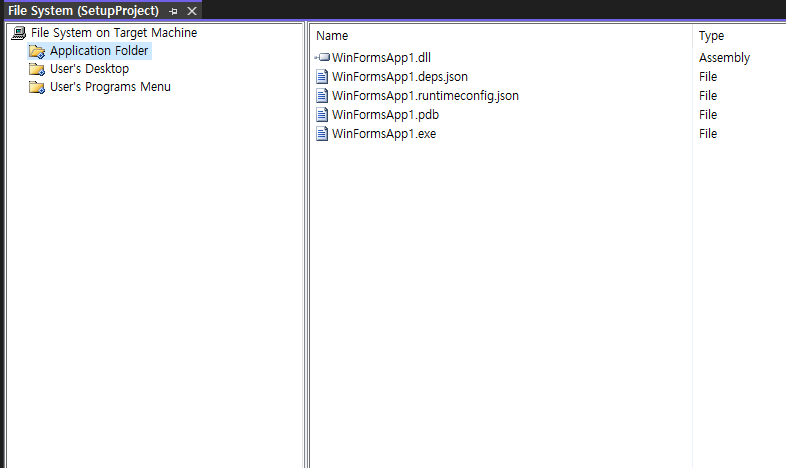 File System (SetupProject)
File System on Target Machine
Application Folder
User's Desktop
User's Programs Menu
Name Type
WinFormsApp1.dll Assembly
WinFormsApp1.deps.json File
WinFormsApp1.runtimeconfig.json File
WinFormsApp1.pdb File
WinFormsApp1.exe File